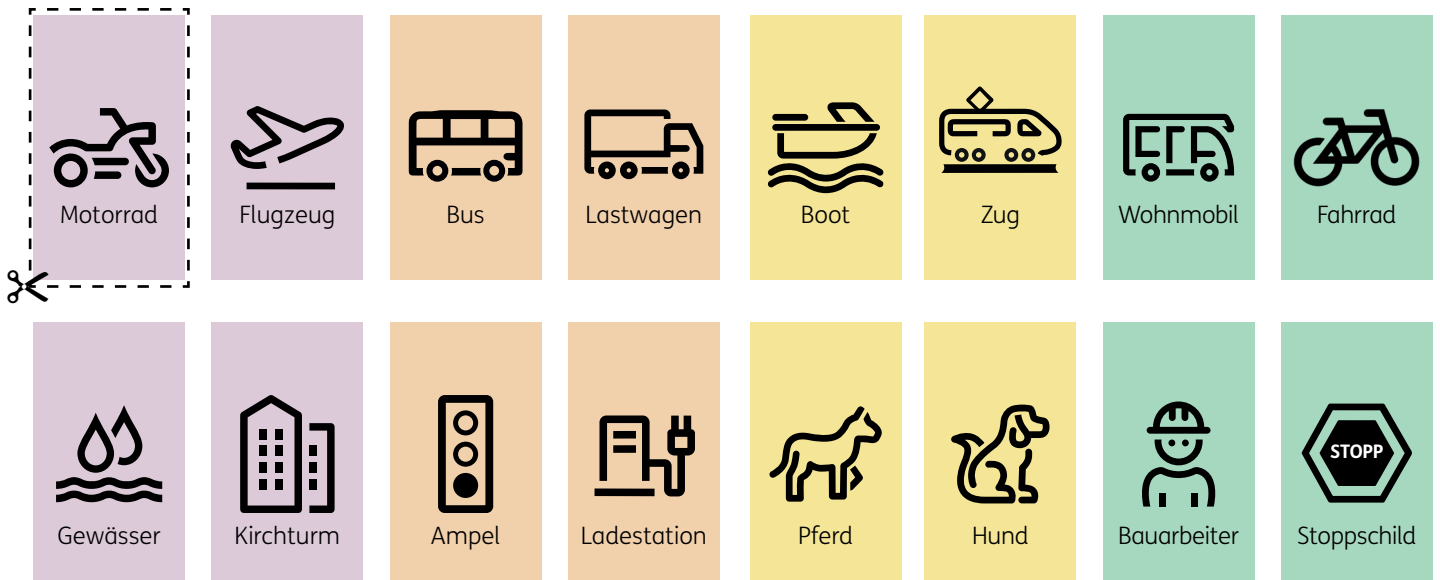 Motorrad
Flugzeug
Bus
Lastwagen
Boot
Zug
Wohnmobil
Fahrrad
STOPP
Gewässer
Kirchturm
Ampel
Ladestation
Pferd
Hund
Bauarbeiter
Stoppschild